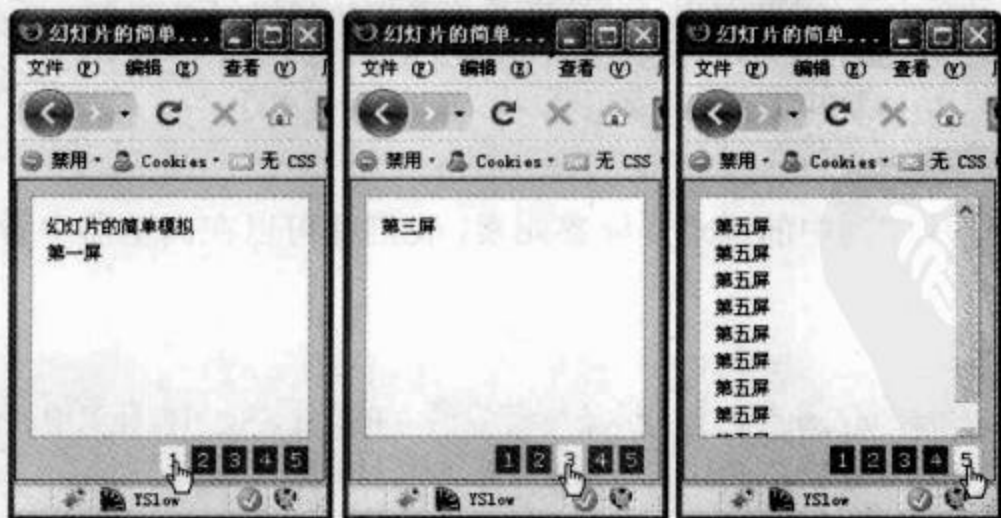 幻灯片的简单...
文件 (F) 编辑 (E) 查看 (V)
禁用 Cookies 无 CSS
幻灯片的简单模拟
第一屏
1 2 3 4 5
YSlow
幻灯片的简单...
文件 (F) 编辑 (E) 查看 (V)
禁用 Cookies 无 CSS
第三屏
1 2 3 4 5
YSlow
幻灯片的简单...
文件 (F) 编辑 (E) 查看 (V)
禁用 Cookies 无 CSS
第五屏
第五屏
第五屏
第五屏
第五屏
第五屏
第五屏
第五屏
1 2 3 4 5
YSlow